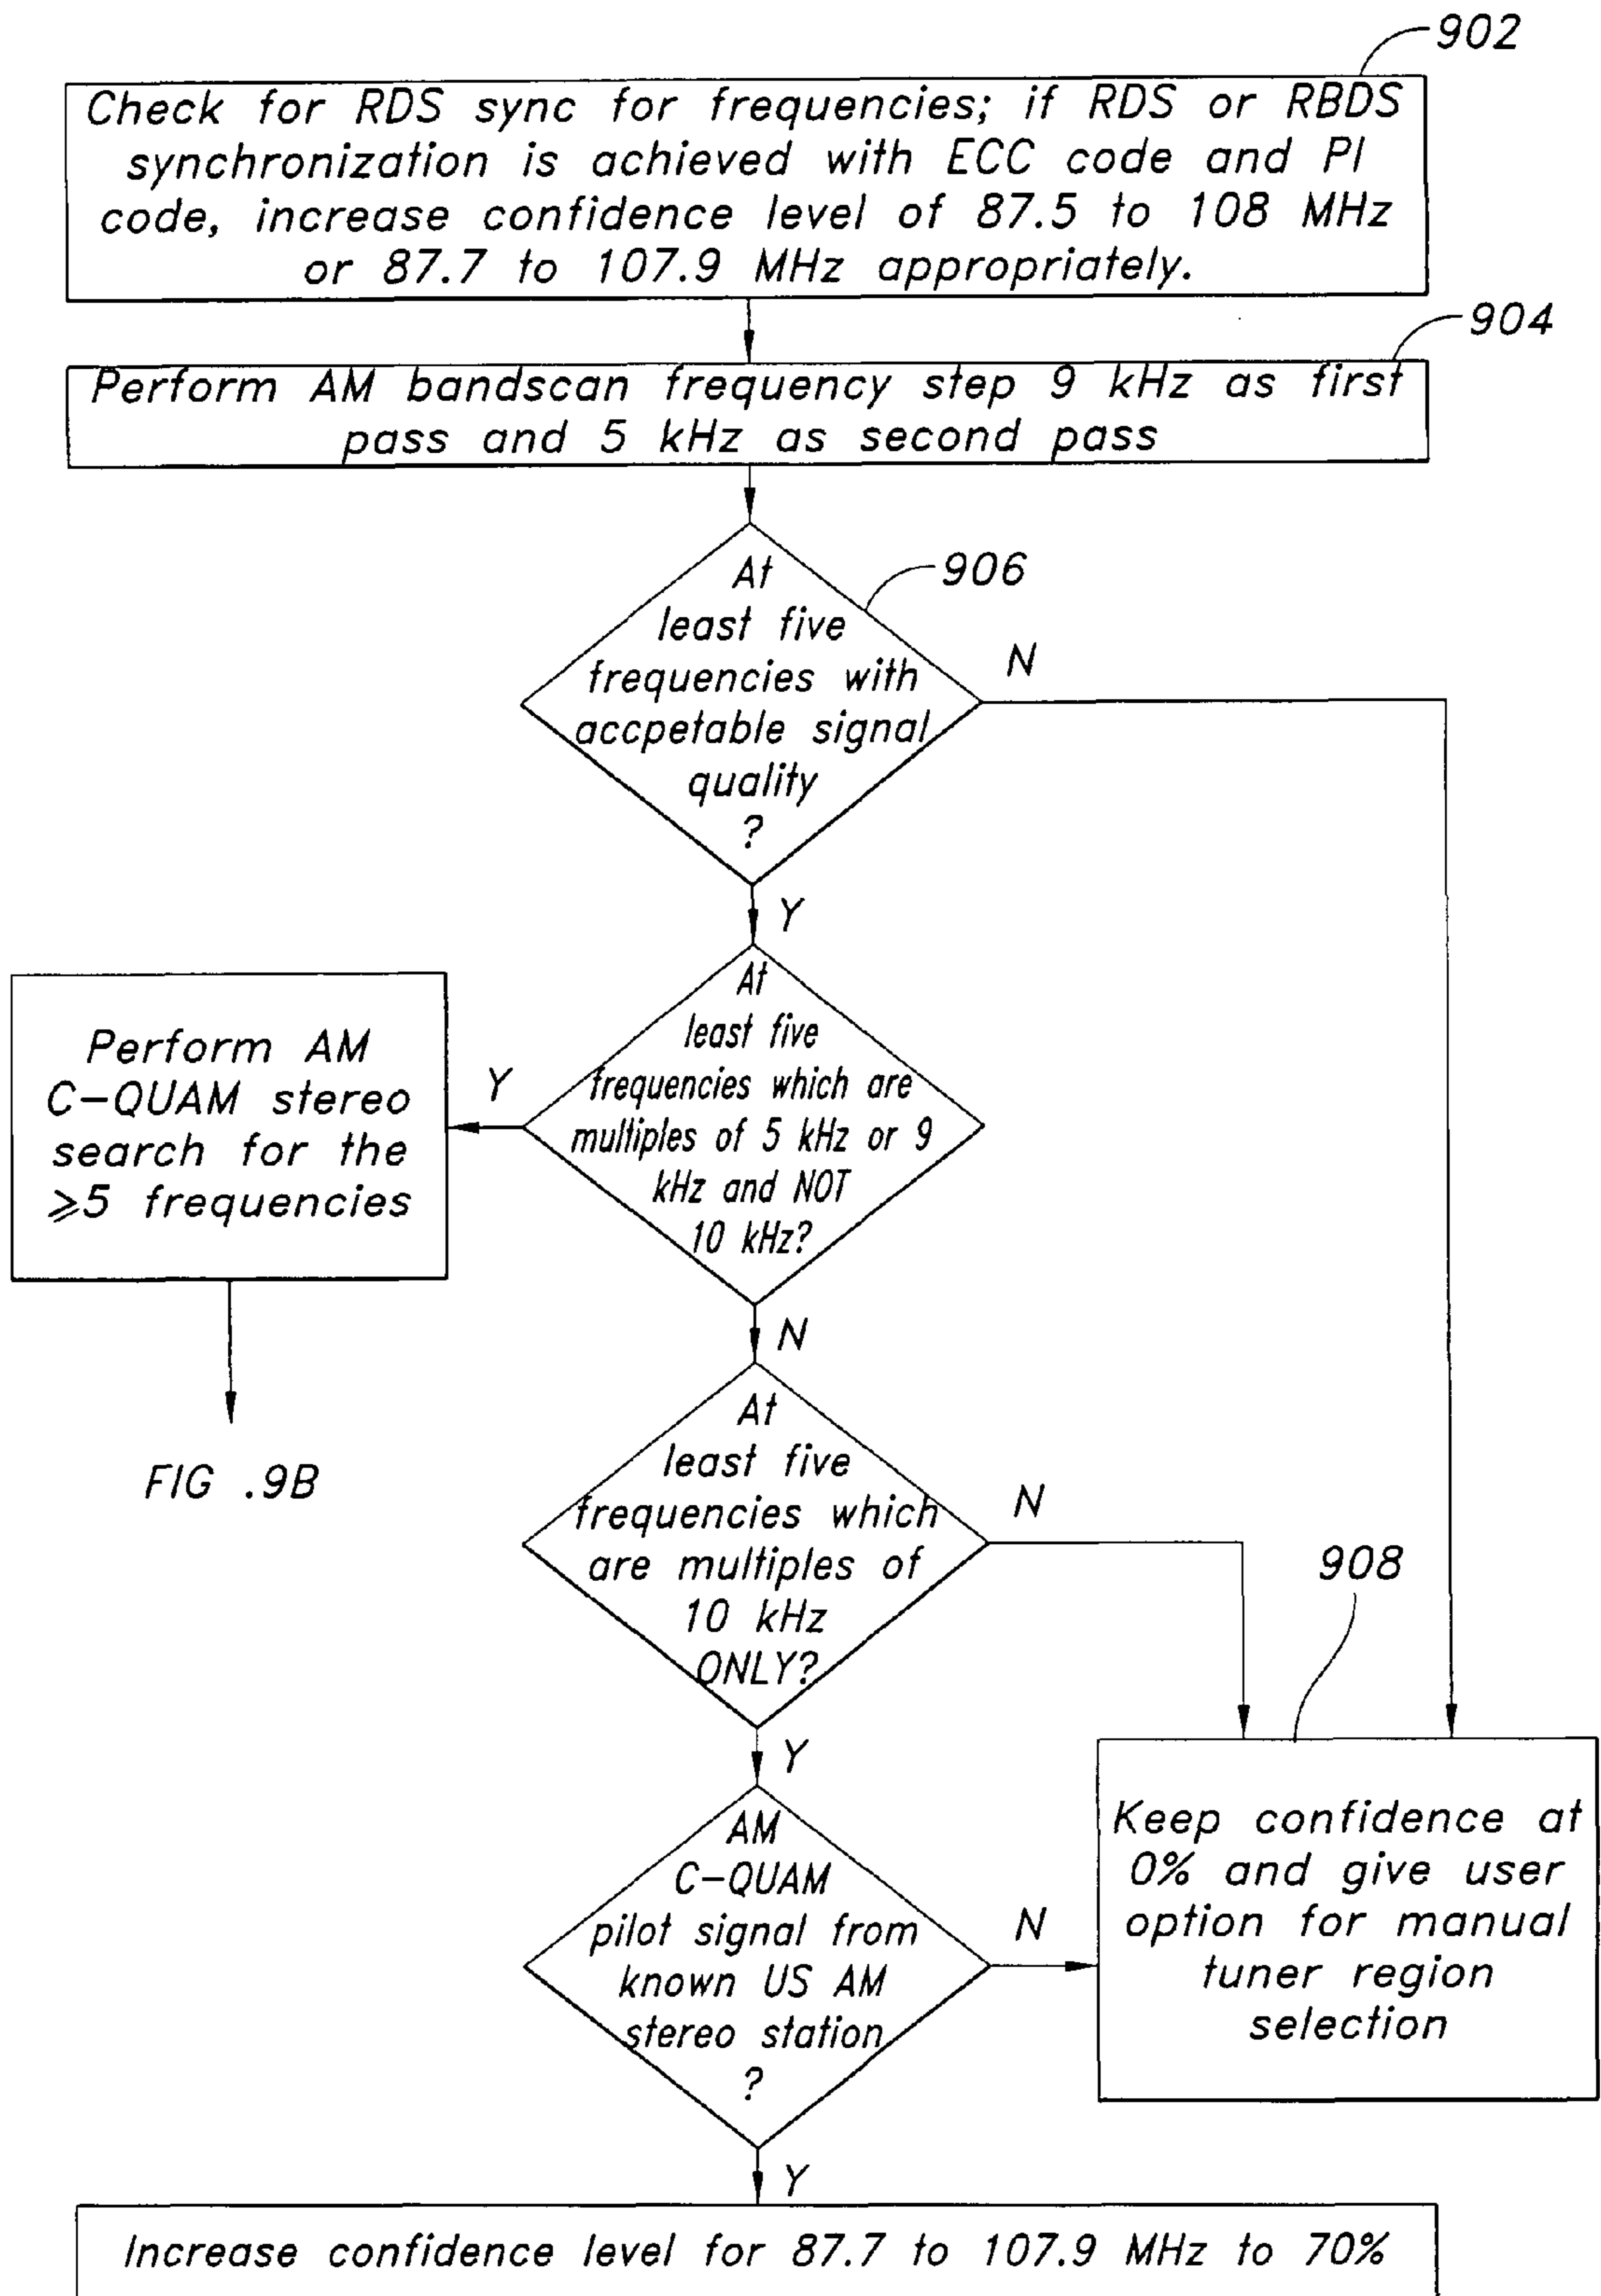 902
Check for RDS sync for frequencies; if RDS or RBDS
synchronization is achieved with ECC code and PI
code, increase confidence level of 87.5 to 108 MHz
or 87.7 to 107.9 MHz appropriately.
904
Perform AM bandscan frequency step 9 kHz as first
pass and 5 kHz as second pass
906
At
least five
frequencies with
accpetable signal
quality
?
N
Y
At
least five
frequencies which are
multiples of 5 kHz or 9
kHz and NOT
10 kHz?
Y
Perform AM
C-QUAM stereo
search for the
⩾5 frequencies
FIG .9B
N
At
least five
frequencies which
are multiples of
10 kHz
ONLY?
N
908
Y
AM
C-QUAM
pilot signal from
known US AM
stereo station
?
N
Keep confidence at
0% and give user
option for manual
tuner region
selection
Y
Increase confidence level for 87.7 to 107.9 MHz to 70%